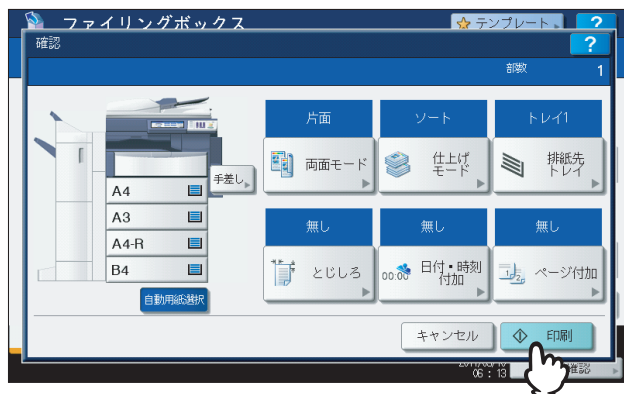 ファイリングボックス
テンプレート
?
確認
?
部数 1
片面
ソート
トレイ1
両面モード
仕上げ
モード
排紙先
トレイ
手差し
A4
A3
A4-R
B4
自動用紙選択
無し
無し
無し
とじしろ
00:00
日付・時刻
付加
1
2
ページ付加
キャンセル
印刷
06 : 13
確認